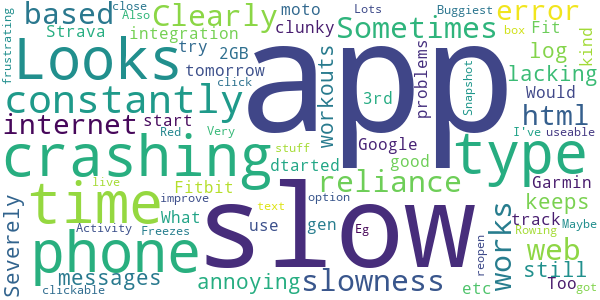 frustrating
based
Also
close
Clearly
moto
Lots
Buggiest
error
Strava
integration
clunky
Sometimes
box
Fit
kind
Looks
try
2GB
tomorrow
click
app
problems
log
lacking
constantly
workouts
3rd
Snapshot
Would
html
internet
start
Red
Very
Google
good
I've
useable
crashing
stuff
dtarted
type
Severely
time
live
Fitbit
improve
What
slow
option
text
reliance
Garmin
keeps
track
works
phone
Activity
Freezes
use
gen
Eg
Rowing
Maybe
web
still
messages
clickable
annoying
slowness
etc
reopen
Too
got